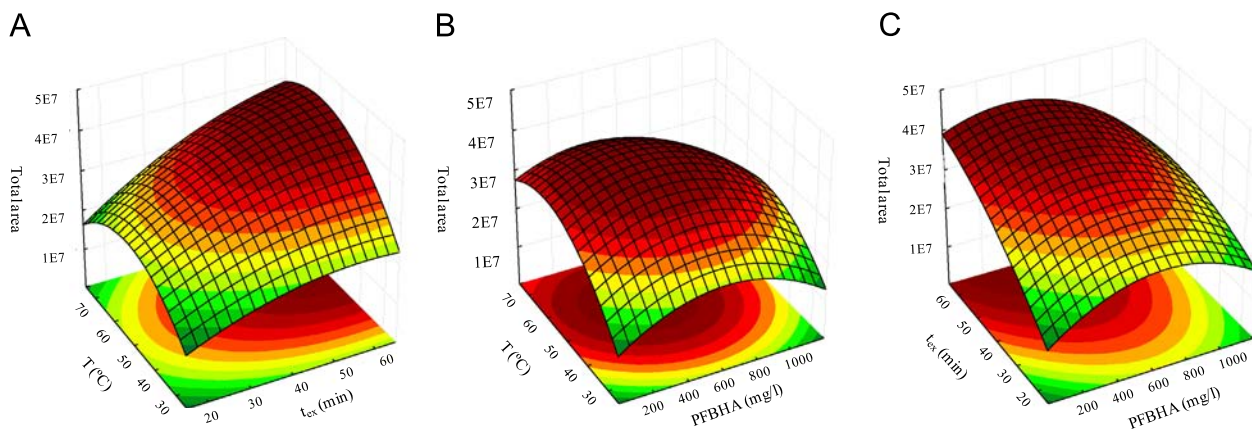 A
5E7
4E7
3E7
2E7
1E7
Total area
70
60
50
40
30
T (ºC)
20
30
40
50
60
t_ex (min)
B
5E7
4E7
3E7
2E7
1E7
Total area
70
60
50
40
30
T (ºC)
200
400
600
800
1000
PFBHA (mg/l)
C
5E7
4E7
3E7
2E7
1E7
Total area
60
50
40
30
20
t_ex (min)
200
400
600
800
1000
PFBHA (mg/l)